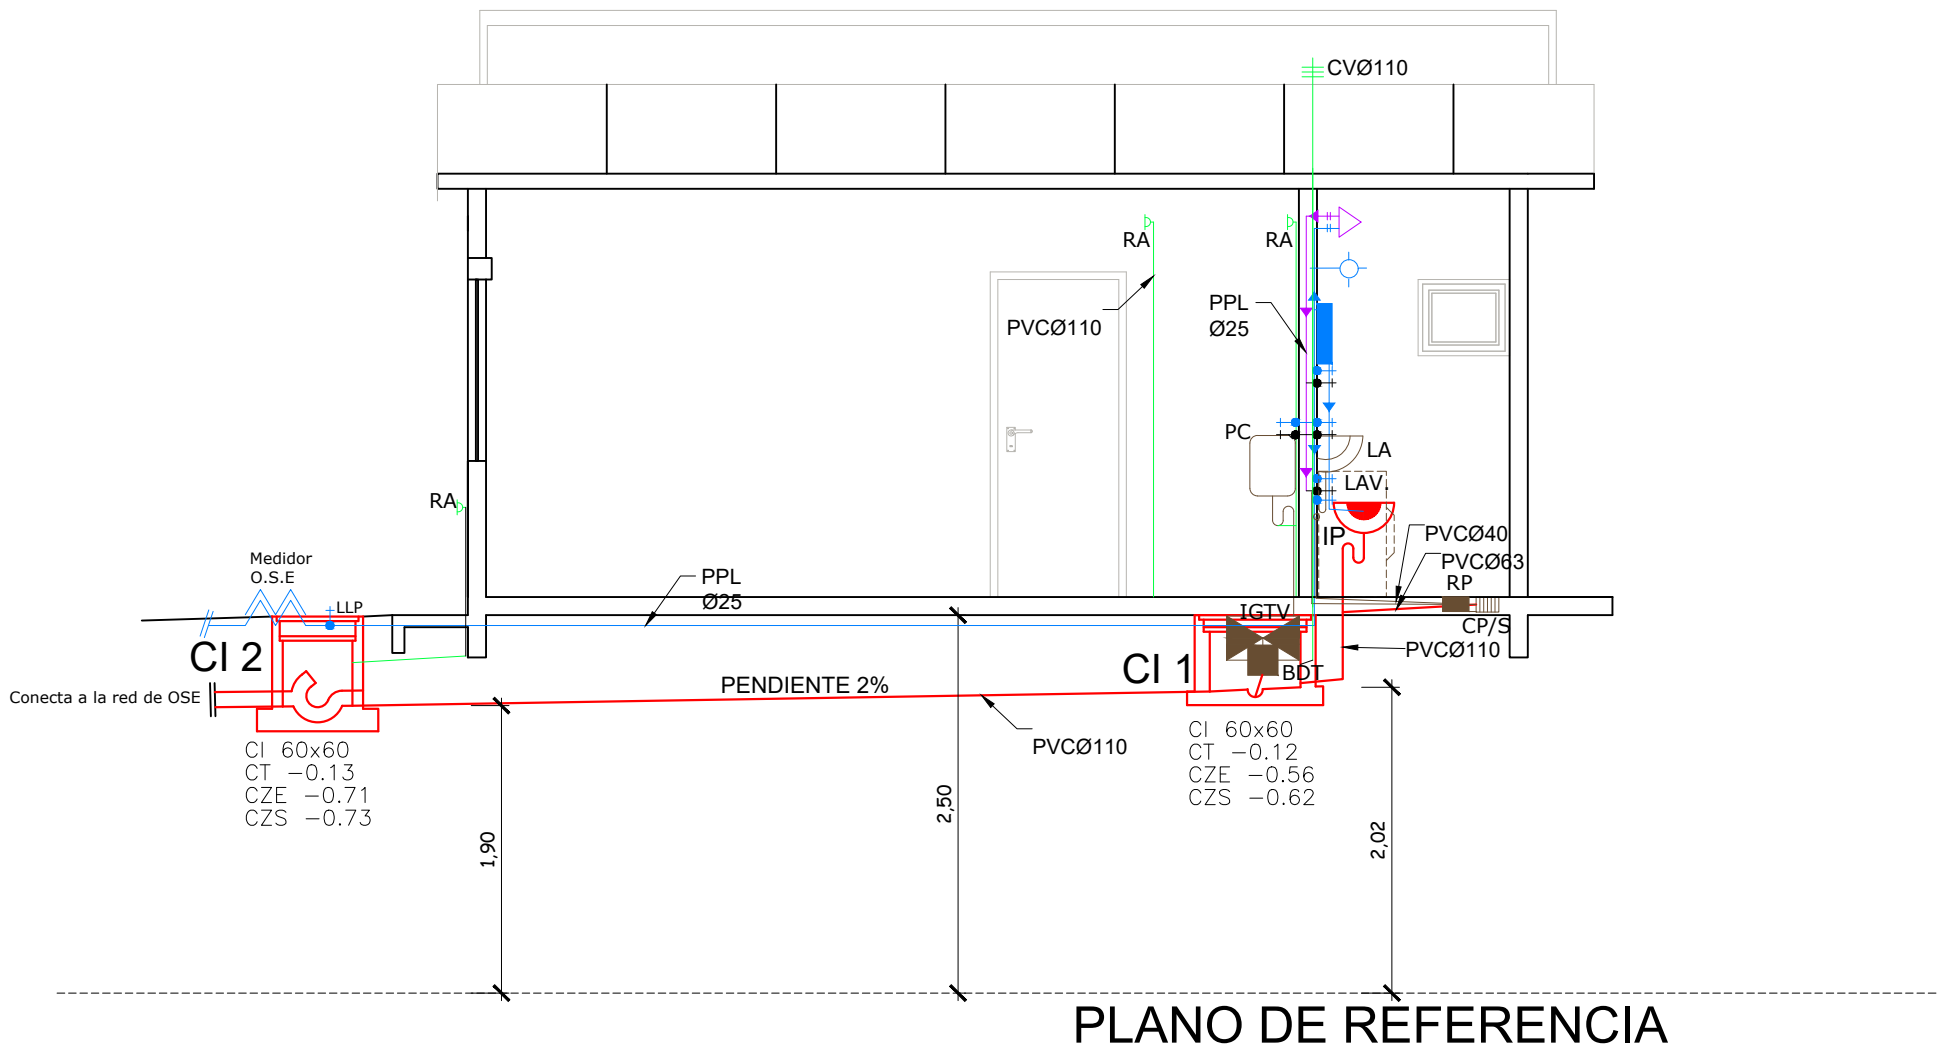 CVØ110
RA
RA
PPL
Ø25
PVCØ110
PC
LA
LAV.
RA
IP
PVCØ40
PVCØ63
Medidor
O.S.E
PPL
Ø25
RP
LLP
IGTV
CP/S
CI 2
CI 1
BDT
PVCØ110
Conecta a la red de OSE
PENDIENTE 2%
PVCØ110
CI 60x60
CT -0.13
CZE -0.71
CZS -0.73
CI 60x60
CT -0.12
CZE -0.56
CZS -0.62
1,90
2,50
2,02
PLANO DE REFERENCIA